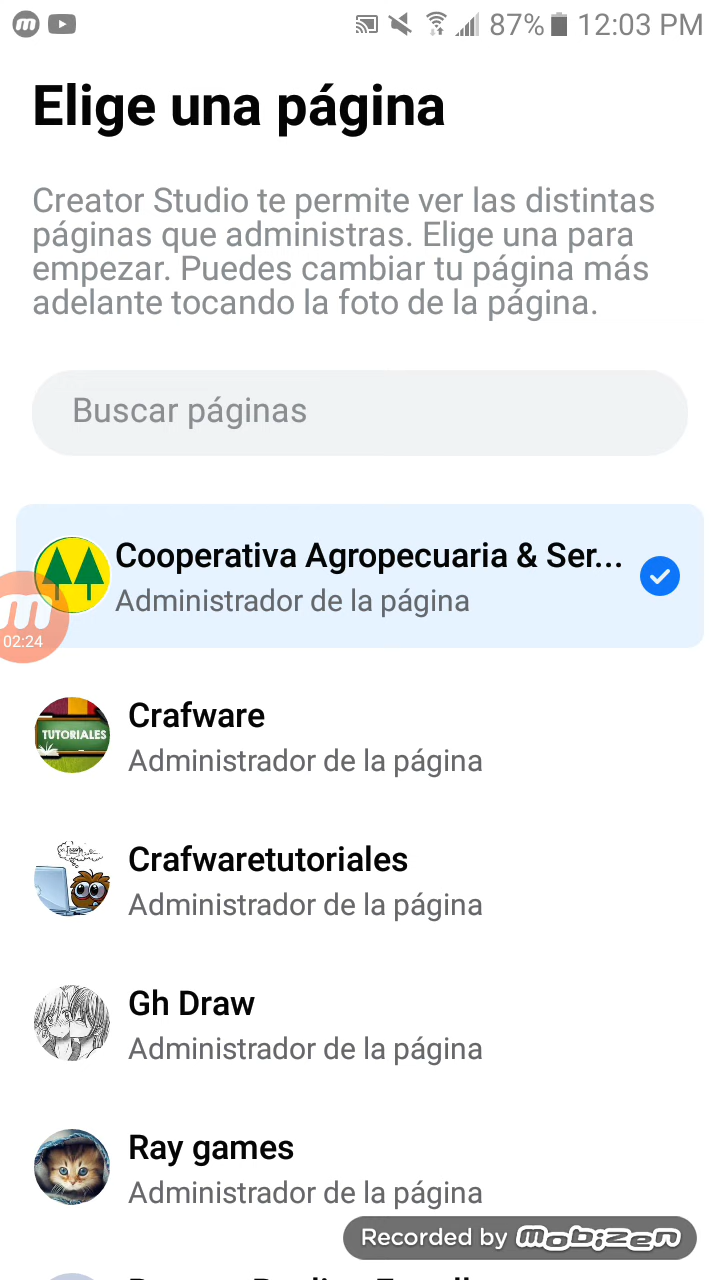 87% 12:03 PM
Elige una página
Creator Studio te permite ver las distintas
páginas que administras. Elige una para
empezar. Puedes cambiar tu página más
adelante tocando la foto de la página.
Buscar páginas
Cooperativa Agropecuaria & Ser...
Administrador de la página
02:24
Crafware
Administrador de la página
TUTORIALES
Crafwaretutoriales
Administrador de la página
Gh Draw
Administrador de la página
Ray games
Administrador de la página
Recorded by mobizen